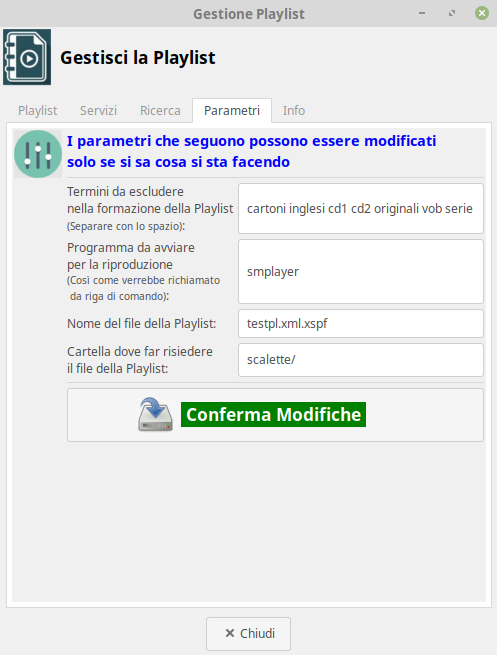 Gestione Playlist
Gestisci la Playlist
Playlist Servizi Ricerca Parametri Info
I parametri che seguono possono essere modificati
solo se si sa cosa si sta facendo
Termini da escludere
nella formazione della Playlist
(Separare con lo spazio):
cartoni inglesi cd1 cd2 originali vob serie
Programma da avviare
per la riproduzione
(Così come verrebbe richiamato
da riga di comando):
smplayer
Nome del file della Playlist:
testpl.xml.xspf
Cartella dove far risiedere
il file della Playlist:
scalette/
Conferma Modifiche
Chiudi